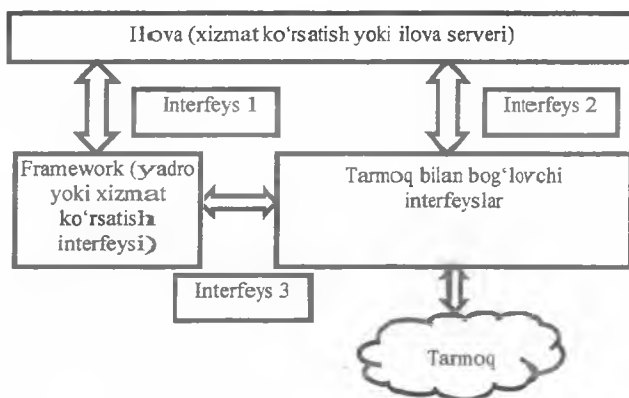 Ilova (xizmat ko‘rsatish yoki ilova serveri)
Interfeys 1
Interfeys 2
Framework (yadro
yoki xizmat
ko‘rsatish
interfeysi)
Tarmoq bilan bog‘lovchi
interfeyslar
Interfeys 3
Tarmoq